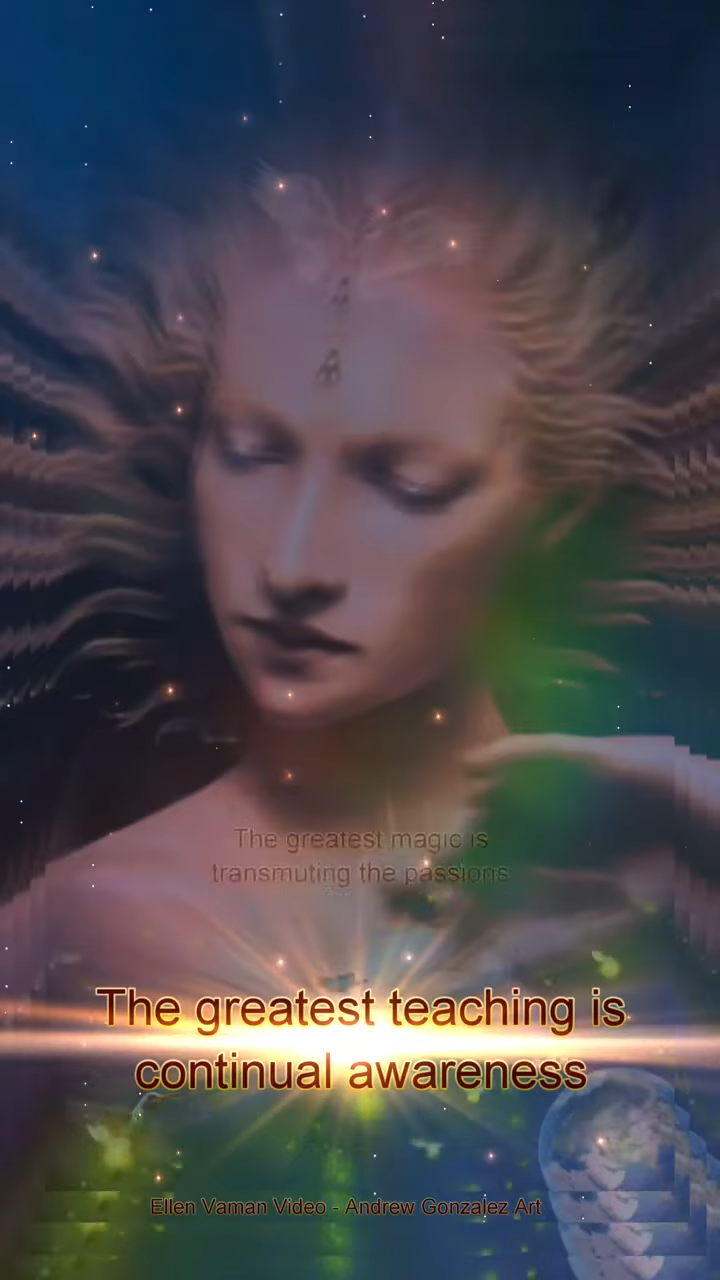 The greatest magic is
transmuting the passions
The greatest teaching is
continual awareness
Ellen Vaman Video - Andrew Gonzalez Art